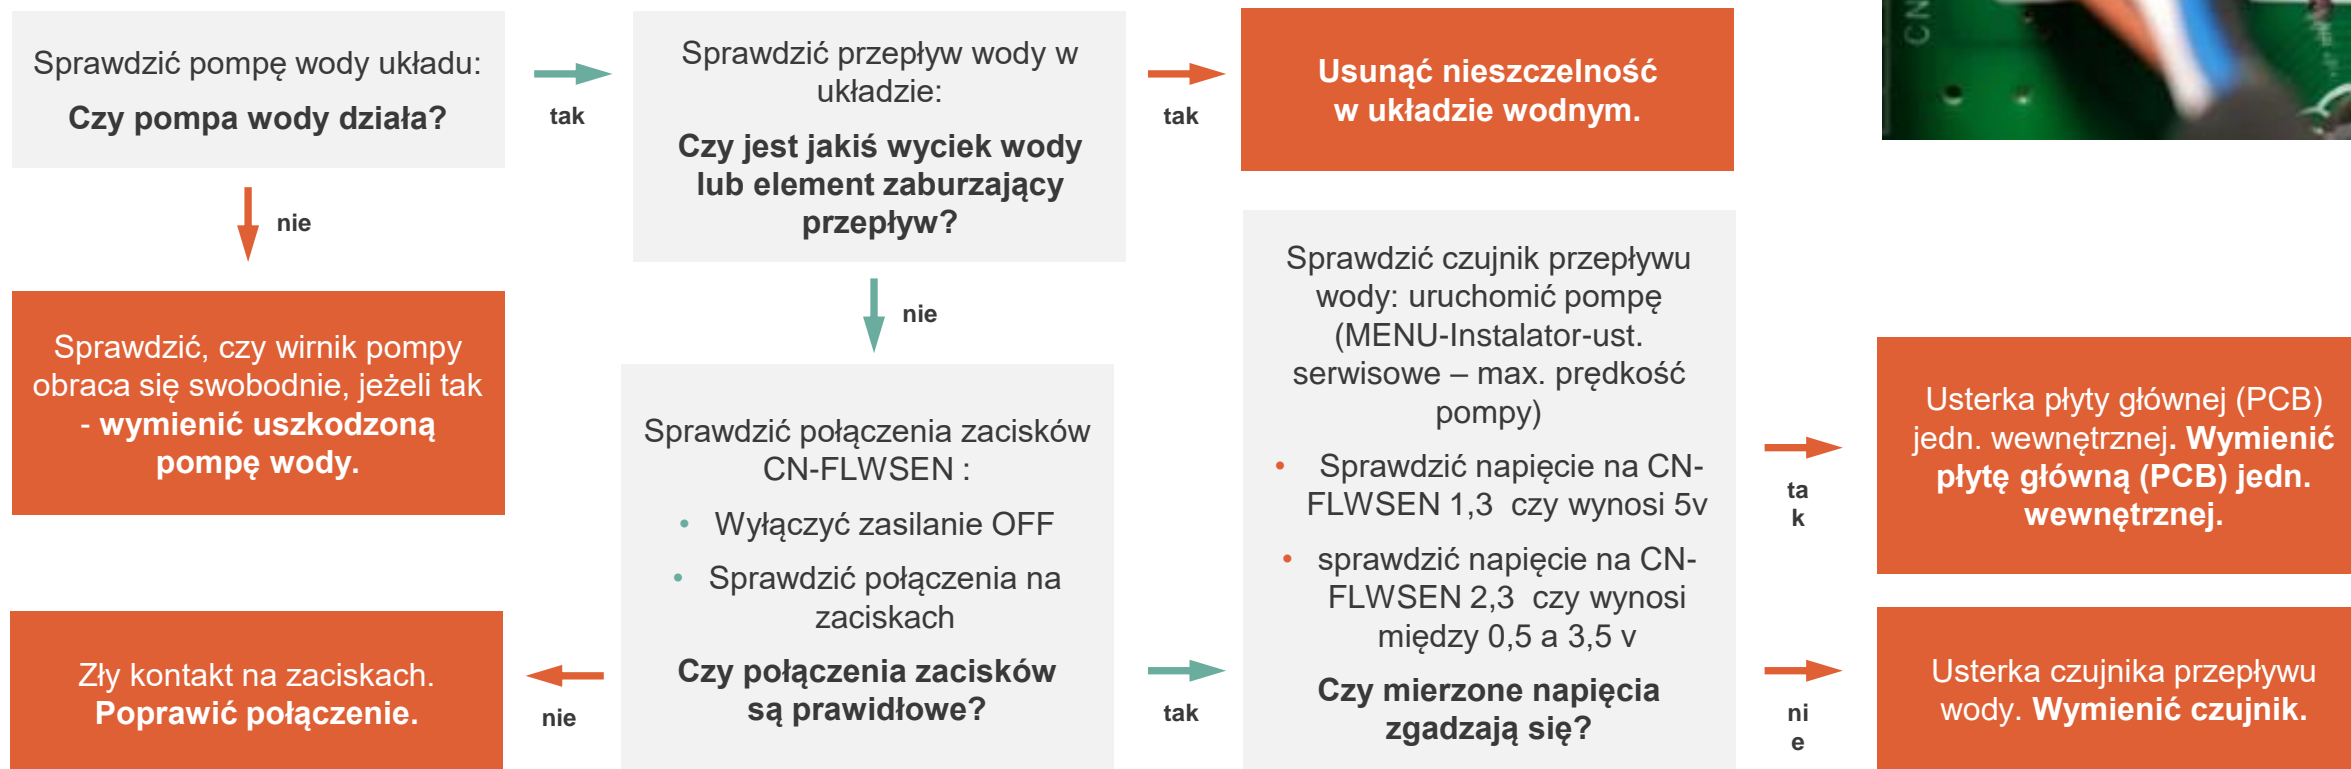 Sprawdzić pompę wody układu:
Czy pompa wody działa?
tak
nie
Sprawdzić przepływ wody w
układzie:
Czy jest jakiś wyciek wody
lub element zaburzający
przepływ?
tak
nie
Usunąć nieszczelność
w układzie wodnym.
CN
Sprawdzić, czy wirnik pompy
obraca się swobodnie, jeżeli tak
- wymienić uszkodzoną
pompę wody.
Sprawdzić połączenia zacisków
CN-FLWSEN :
• Wyłączyć zasilanie OFF
• Sprawdzić połączenia na
zaciskach
Czy połączenia zacisków
są prawidłowe?
nie
tak
Zły kontakt na zaciskach.
Poprawić połączenie.
Sprawdzić czujnik przepływu
wody: uruchomić pompę
(MENU-Instalator-ust.
serwisowe – max. prędkość
pompy)
• Sprawdzić napięcie na CN-
FLWSEN 1,3 czy wynosi 5v
• sprawdzić napięcie na CN-
FLWSEN 2,3 czy wynosi
między 0,5 a 3,5 v
Czy mierzone napięcia
zgadzają się?
ta
k
ni
e
Usterka płyty głównej (PCB)
jedn. wewnętrznej. Wymienić
płytę główną (PCB) jedn.
wewnętrznej.
Usterka czujnika przepływu
wody. Wymienić czujnik.